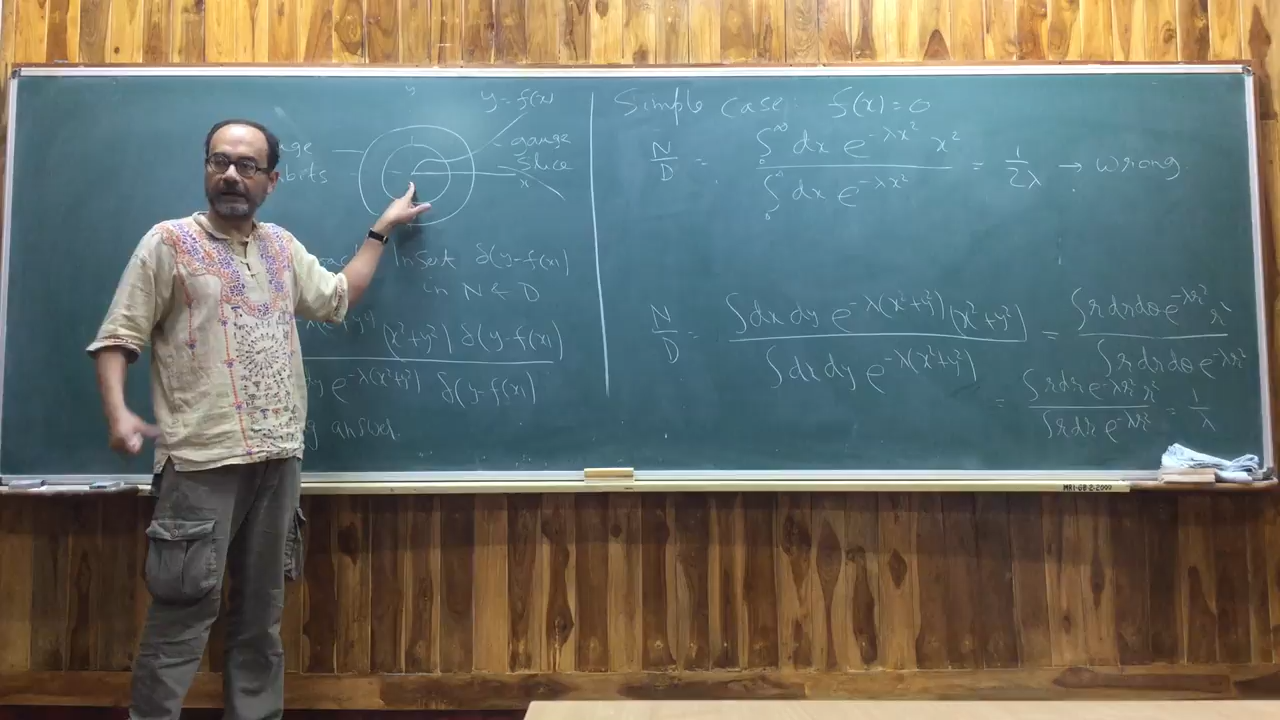 y
y = f(x)
gauge
slice
x
Insert δ(y-f(x))
in N & D
(x²+y²) δ(y-f(x))
dy e^{-λ(x²+y²)} δ(y-f(x))
answer.
Simple case: f(x) = 0
N/D = ∫₀^∞ dx e^{-λx²} x² / ∫₀^∞ dx e^{-λx²} = 1/2λ → wrong.
N/D = ∫dx dy e^{-λ(x²+y²)} (x²+y²) / ∫dx dy e^{-λ(x²+y²)} = ∫r dr dθ e^{-λr²} r² / ∫r dr dθ e^{-λr²}
= ∫r dr e^{-λr²} r² / ∫r dr e^{-λr²} = 1/λ